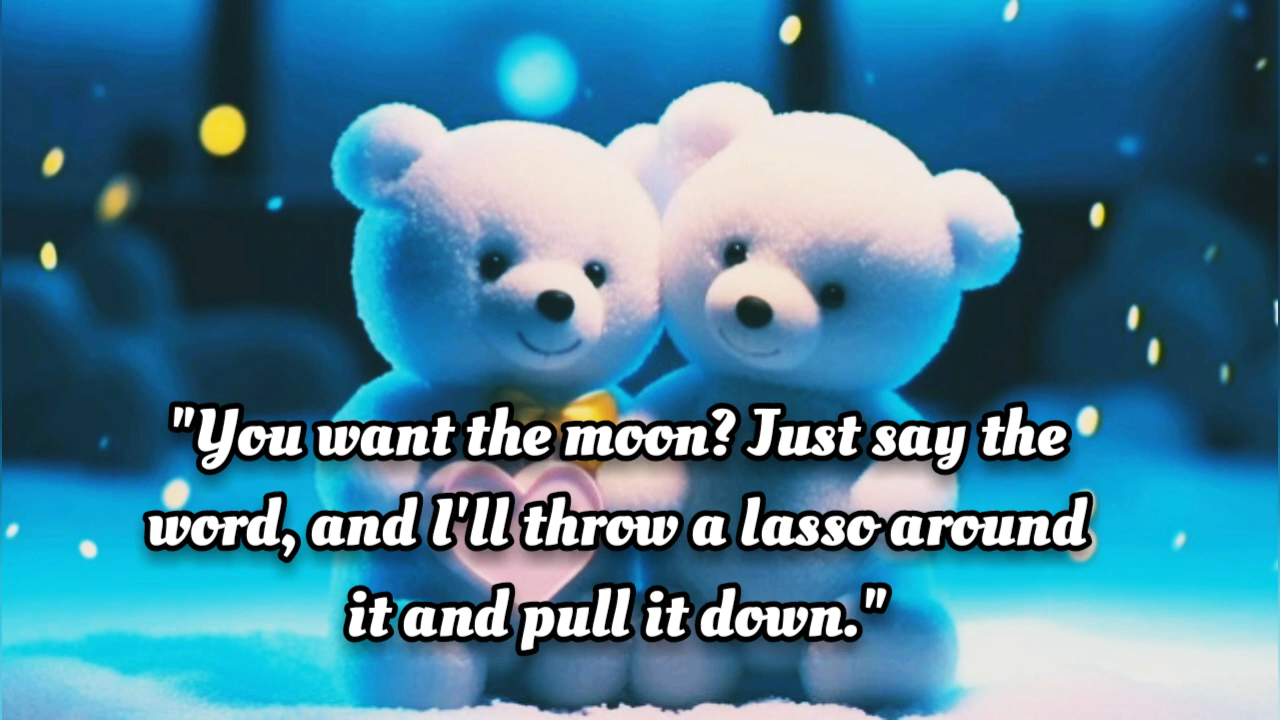 "You want the moon? Just say the
word, and I'll throw a lasso around
it and pull it down."